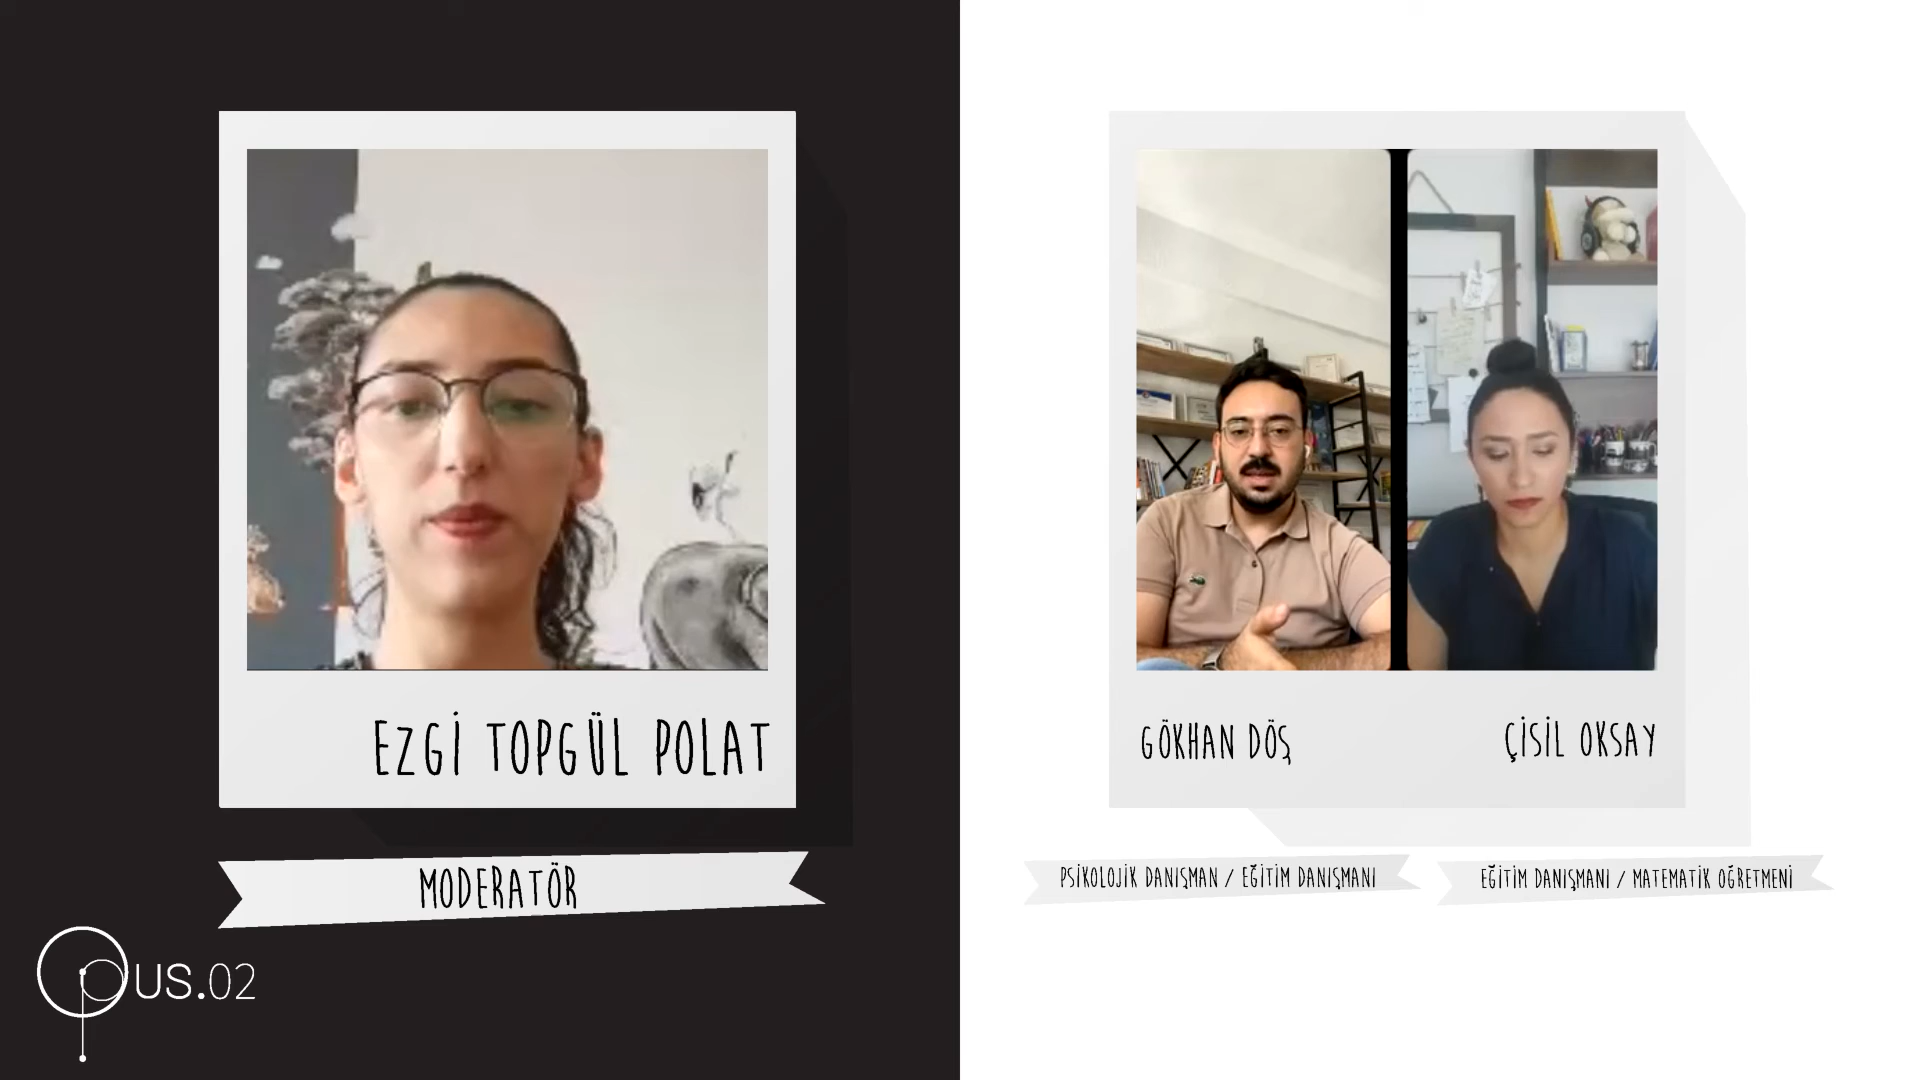 EZGİ TOPGÜL POLAT
MODERATÖR
GÖKHAN DÖŞ
ÇİSİL OKSAY
PSİKOLOJİK DANIŞMAN / EĞİTİM DANIŞMANI
EĞİTİM DANIŞMANI / MATEMATİK ÖĞRETMENİ
OPUS.02